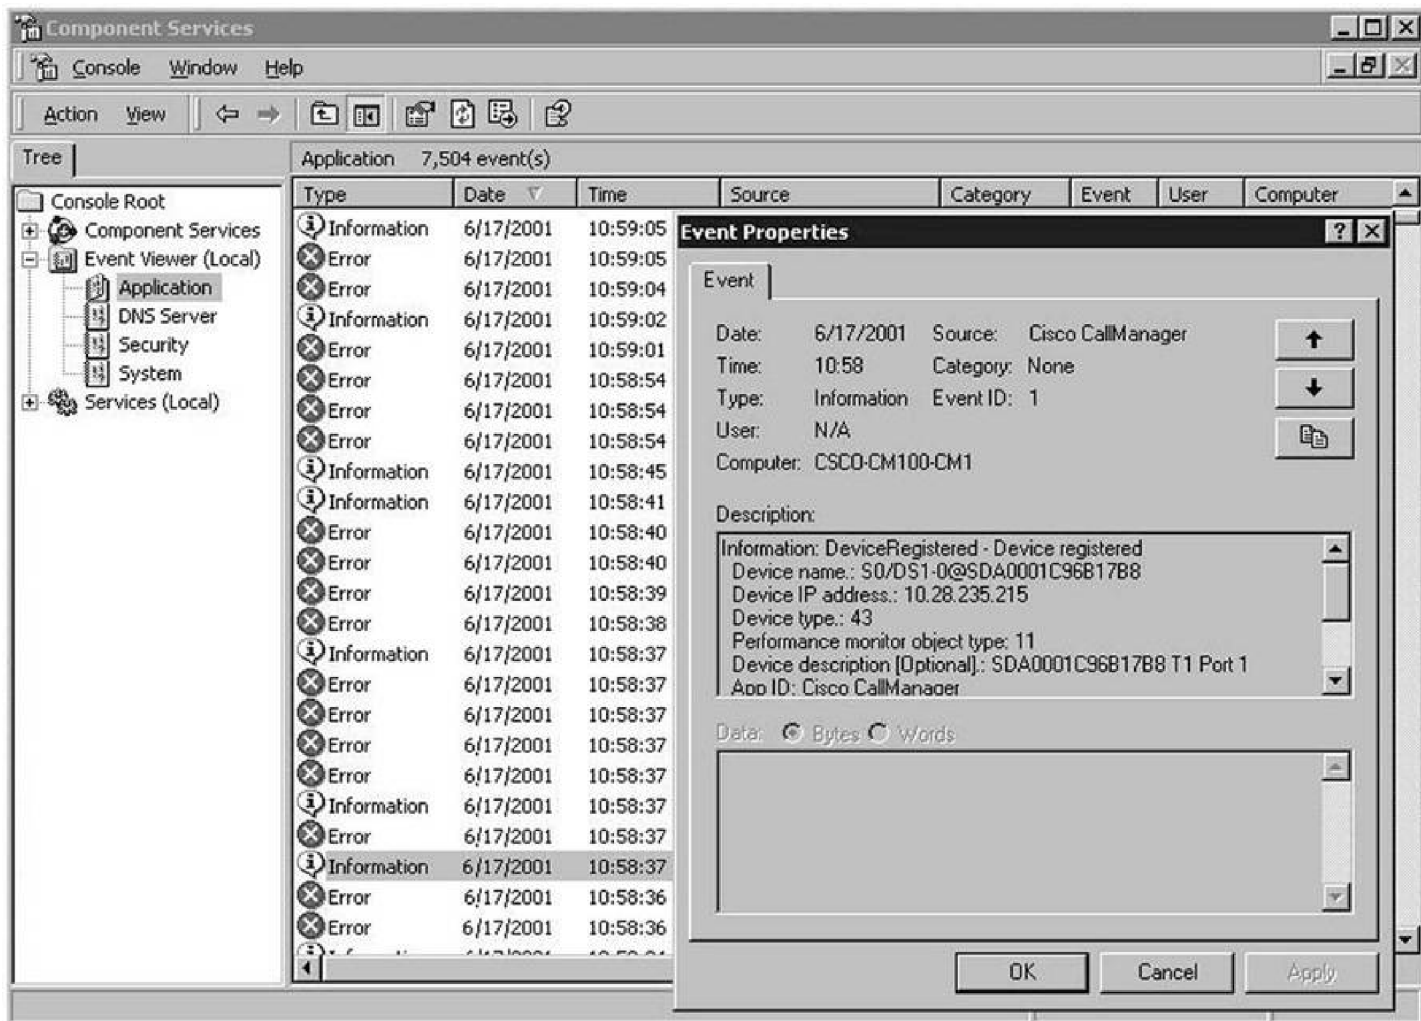 Component Services
Console Window Help
Action View
Tree
Application 7,504 event(s)
Console Root
Component Services
Event Viewer (Local)
Application
DNS Server
Security
System
Services (Local)
Type Date Time Source Category Event User Computer
Information 6/17/2001 10:59:05
Error 6/17/2001 10:59:05
Error 6/17/2001 10:59:04
Information 6/17/2001 10:59:02
Error 6/17/2001 10:59:01
Error 6/17/2001 10:58:54
Error 6/17/2001 10:58:54
Error 6/17/2001 10:58:54
Information 6/17/2001 10:58:45
Information 6/17/2001 10:58:41
Error 6/17/2001 10:58:40
Error 6/17/2001 10:58:40
Error 6/17/2001 10:58:39
Error 6/17/2001 10:58:38
Information 6/17/2001 10:58:37
Error 6/17/2001 10:58:37
Error 6/17/2001 10:58:37
Error 6/17/2001 10:58:37
Error 6/17/2001 10:58:37
Information 6/17/2001 10:58:37
Error 6/17/2001 10:58:37
Information 6/17/2001 10:58:37
Error 6/17/2001 10:58:36
Error 6/17/2001 10:58:36
Event Properties
Event
Date: 6/17/2001 Source: Cisco CallManager
Time: 10:58 Category: None
Type: Information Event ID: 1
User: N/A
Computer: CSCO-CM100-CM1
Description:
Information: DeviceRegistered - Device registered
Device name.: S0/DS1-0@SDA0001C96B17B8
Device IP address.: 10.28.235.215
Device type.: 43
Performance monitor object type: 11
Device description [Optional].: SDA0001C96B17B8 T1 Port 1
App ID: Cisco CallManager
Data: Bytes Words
OK Cancel Apply